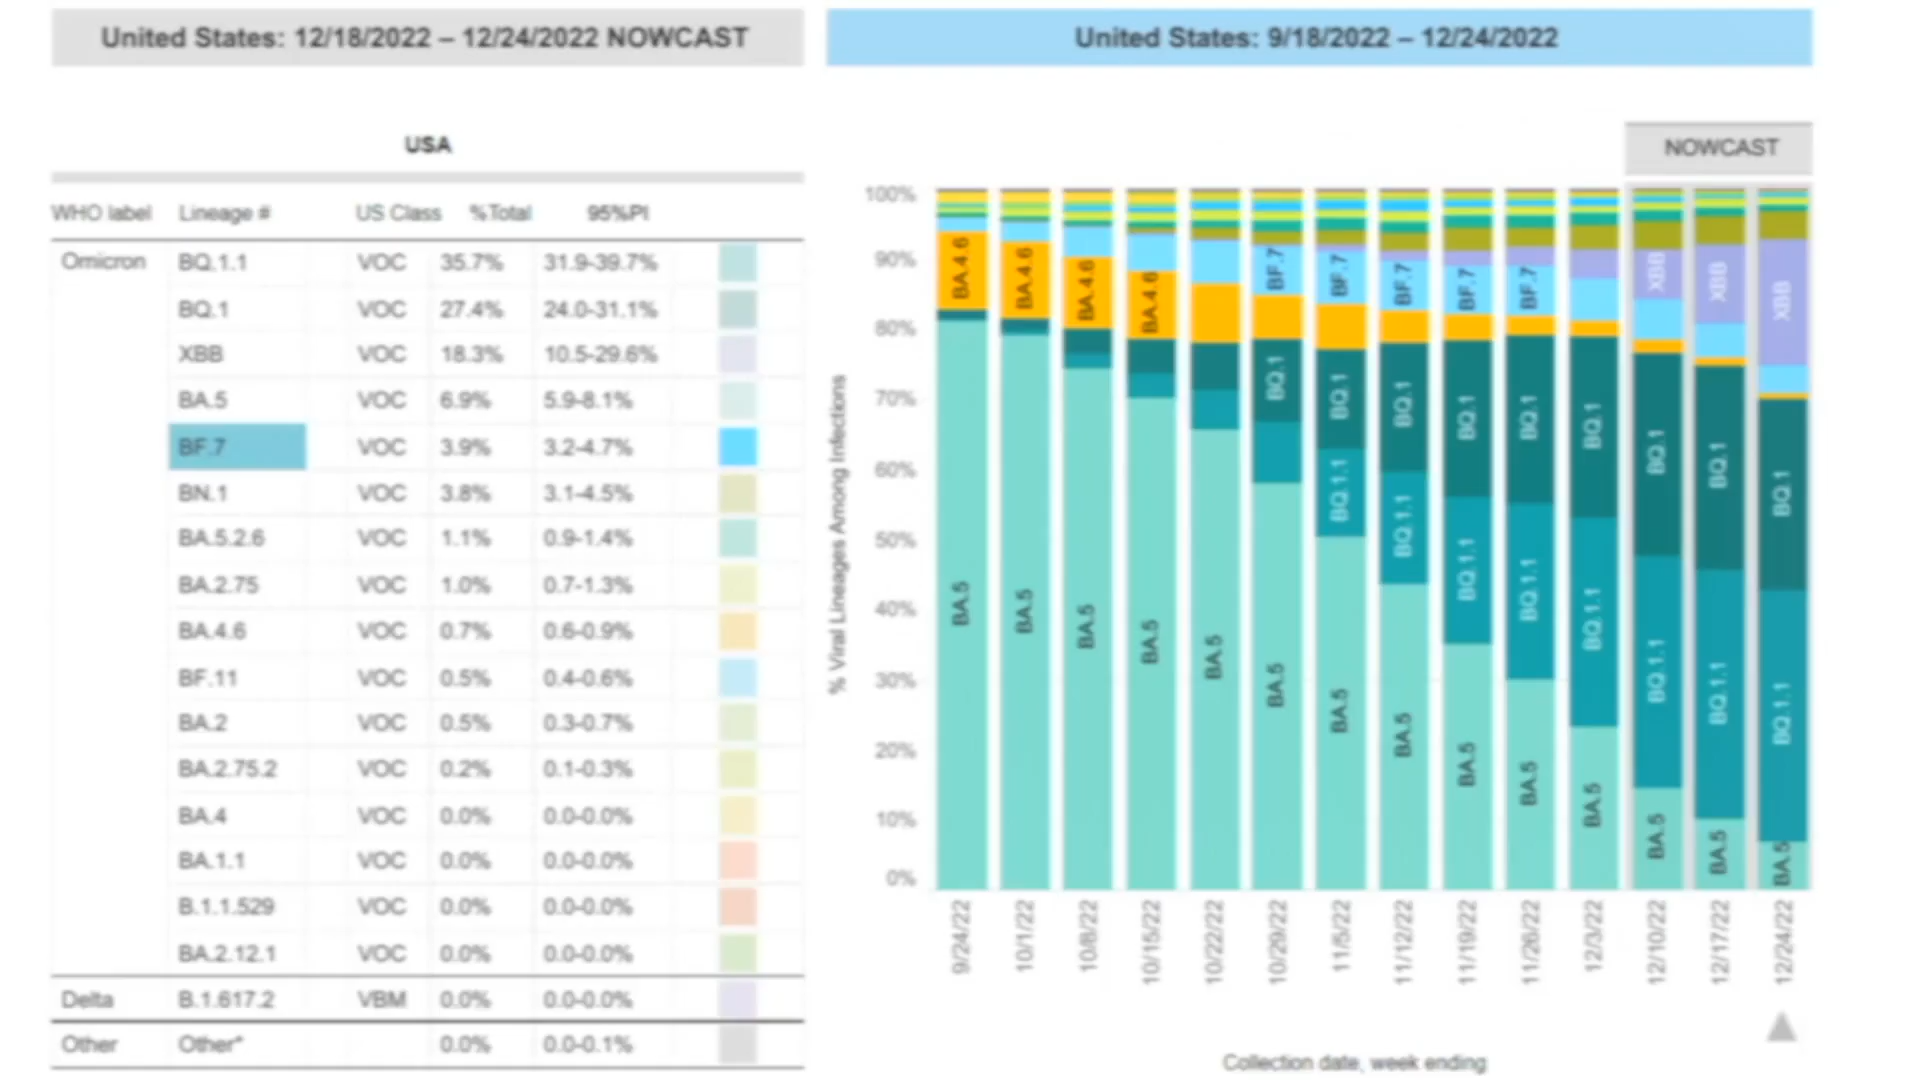 United States: 12/18/2022 – 12/24/2022 NOWCAST
United States: 9/18/2022 – 12/24/2022
USA
WHO label Lineage # US Class %Total 95%PI
Omicron BQ.1.1 VOC 35.7% 31.9-39.7%
BQ.1 VOC 27.4% 24.0-31.1%
XBB VOC 18.3% 10.5-29.6%
BA.5 VOC 6.9% 5.9-8.1%
BF.7 VOC 3.9% 3.2-4.7%
BN.1 VOC 3.8% 3.1-4.5%
BA.5.2.6 VOC 1.1% 0.9-1.4%
BA.2.75 VOC 1.0% 0.7-1.3%
BA.4.6 VOC 0.7% 0.6-0.9%
BF.11 VOC 0.5% 0.4-0.6%
BA.2 VOC 0.5% 0.3-0.7%
BA.2.75.2 VOC 0.2% 0.1-0.3%
BA.4 VOC 0.0% 0.0-0.0%
BA.1.1 VOC 0.0% 0.0-0.0%
B.1.1.529 VOC 0.0% 0.0-0.0%
BA.2.12.1 VOC 0.0% 0.0-0.0%
Delta B.1.617.2 VBM 0.0% 0.0-0.0%
Other Other* 0.0% 0.0-0.1%
NOWCAST
% Viral Lineages Among Infections
100%
90%
80%
70%
60%
50%
40%
30%
20%
10%
0%
BA.4.6
BA.5
BA.4.6
BA.5
BA.4.6
BA.5
BA.4.6
BA.5
BA.5
BF.7
BQ.1
BA.5
BF.7
BQ.1
BQ.1.1
BA.5
BF.7
BQ.1
BQ.1.1
BA.5
BF.7
BQ.1
BQ.1.1
BA.5
BF.7
BQ.1
BQ.1.1
BA.5
BQ.1
BQ.1.1
BA.5
XBB
BQ.1
BQ.1.1
BA.5
XBB
BQ.1
BQ.1.1
BA.5
XBB
BQ.1
BQ.1.1
BA.5
9/24/22
10/1/22
10/8/22
10/15/22
10/22/22
10/29/22
11/5/22
11/12/22
11/19/22
11/26/22
12/3/22
12/10/22
12/17/22
12/24/22
Collection date, week ending